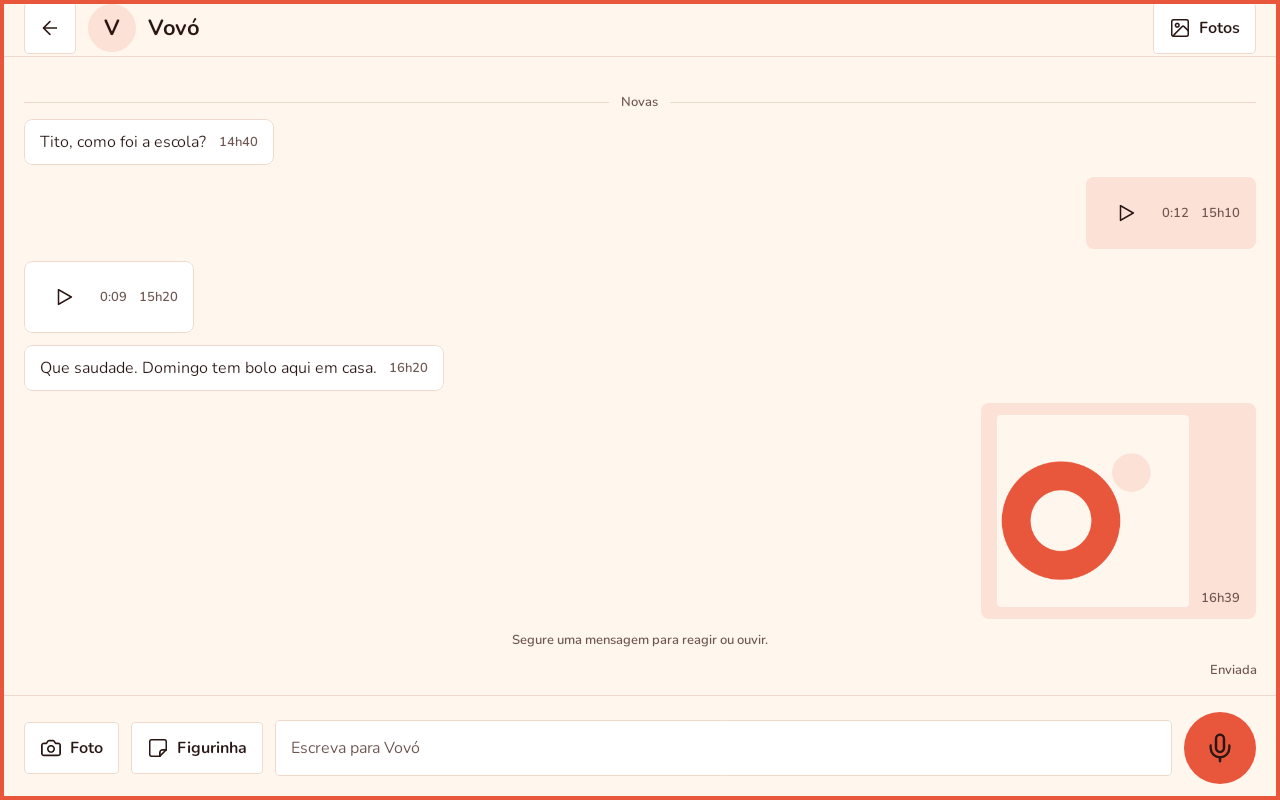 V
Vovó
Fotos
Novas
Tito, como foi a escola? 14h40
0:12 15h10
0:09 15h20
Que saudade. Domingo tem bolo aqui em casa. 16h20
16h39
Segure uma mensagem para reagir ou ouvir.
Enviada
Foto
Figurinha
Escreva para Vovó